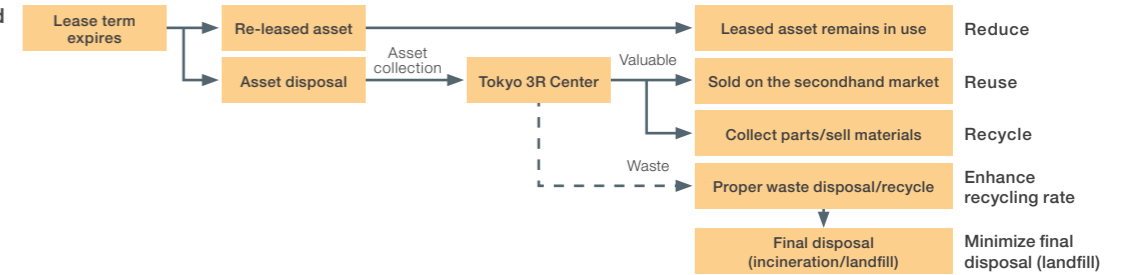 d
Lease term
expires
Re-leased asset
Leased asset remains in use
Reduce
Asset disposal
Asset
collection
Tokyo 3R Center
Valuable
Sold on the secondhand market
Reuse
Collect parts/sell materials
Recycle
Waste
Proper waste disposal/recycle
Enhance
recycling rate
Final disposal
(incineration/landfill)
Minimize final
disposal (landfill)